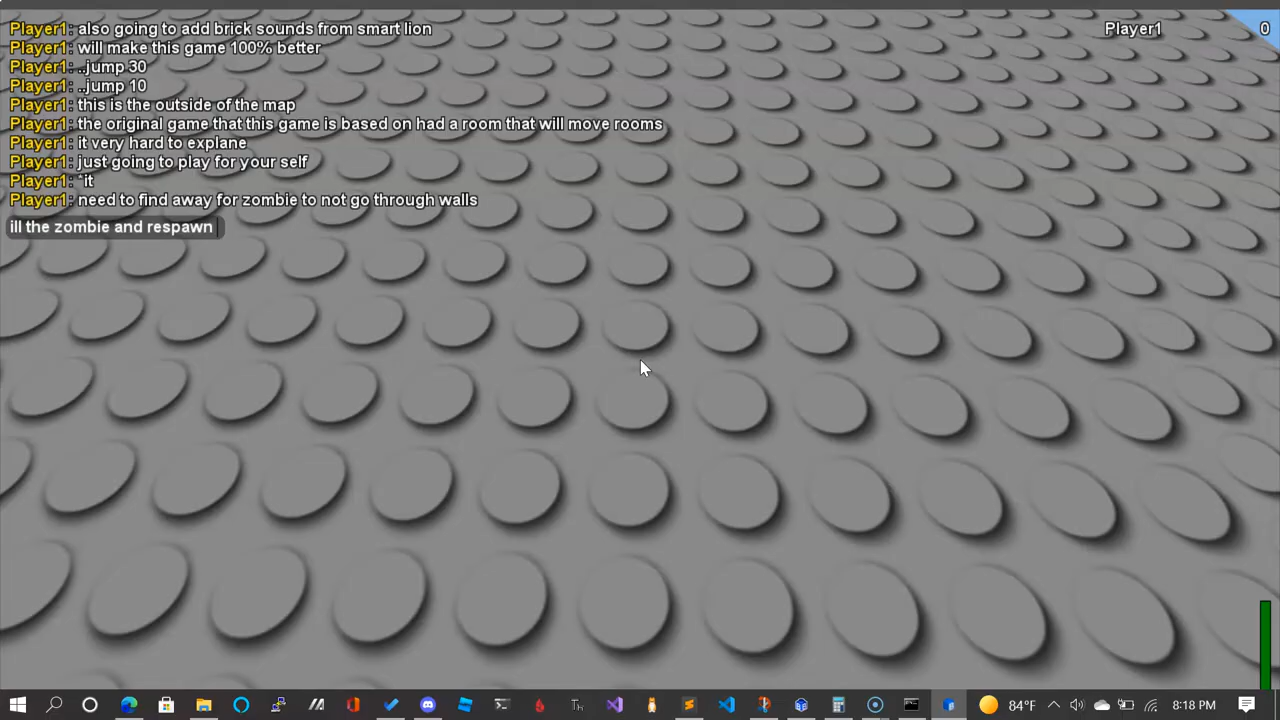 Player1: also going to add brick sounds from smart lion
Player1: will make this game 100% better
Player1: ..jump 30
Player1: ..jump 10
Player1: this is the outside of the map
Player1: the original game that this game is based on had a room that will move rooms
Player1: it very hard to explane
Player1: just going to play for your self
Player1: *it
Player1: need to find away for zombie to not go through walls
ill the zombie and respawn
Player1 0
84°F 8:18 PM